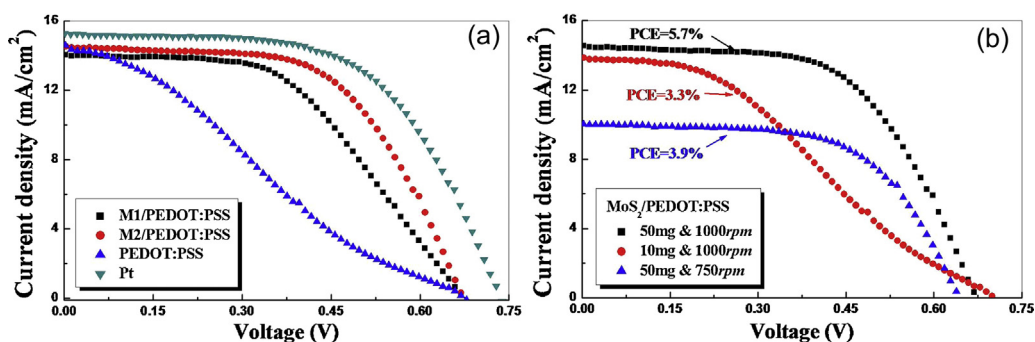 (a)
Current density (mA/cm²)
16
12
8
4
0
M1/PEDOT:PSS
M2/PEDOT:PSS
PEDOT:PSS
Pt
0.00 0.15 0.30 0.45 0.60 0.75
Voltage (V)
(b)
Current density (mA/cm²)
16
12
8
4
0
PCE=5.7%
PCE=3.3%
PCE=3.9%
MoS₂/PEDOT:PSS
50mg & 1000rpm
10mg & 1000rpm
50mg & 750rpm
0.00 0.15 0.30 0.45 0.60 0.75
Voltage (V)